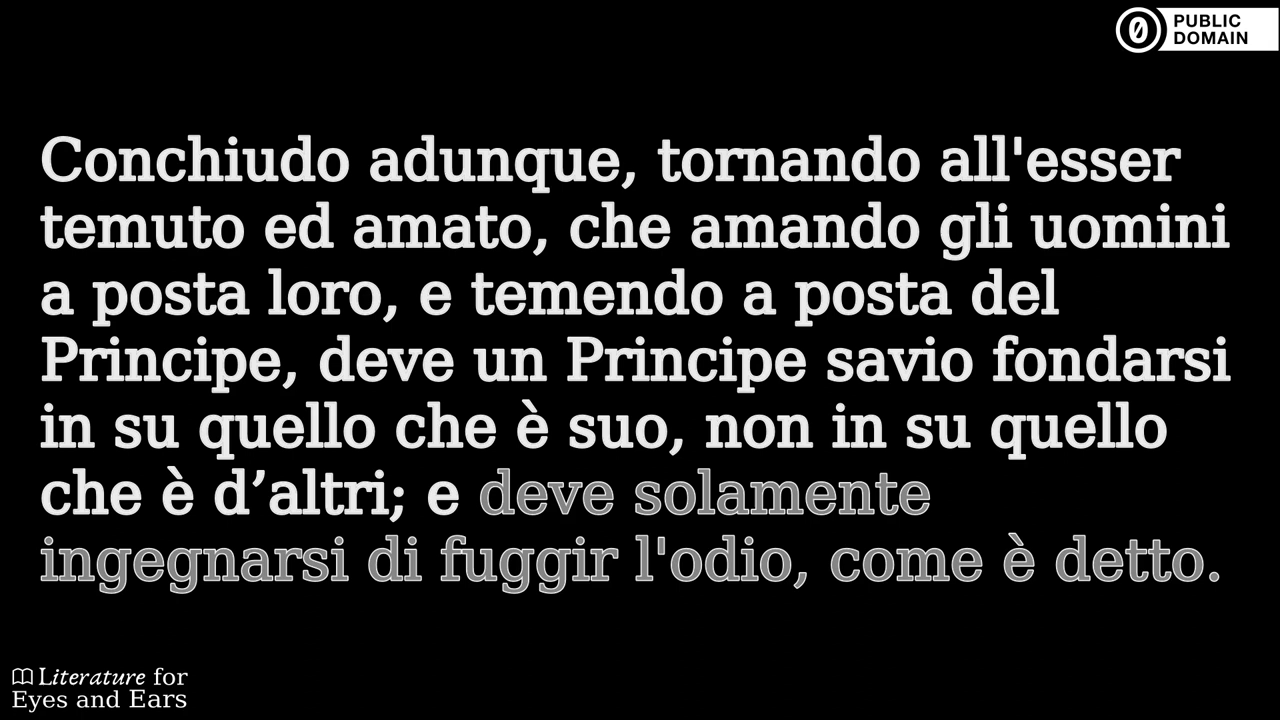 PUBLIC
DOMAIN
Conchiudo adunque, tornando all'esser
temuto ed amato, che amando gli uomini
a posta loro, e temendo a posta del
Principe, deve un Principe savio fondarsi
in su quello che è suo, non in su quello
che è d’altri; e deve solamente
ingegnarsi di fuggir l'odio, come è detto.
Literature for
Eyes and Ears